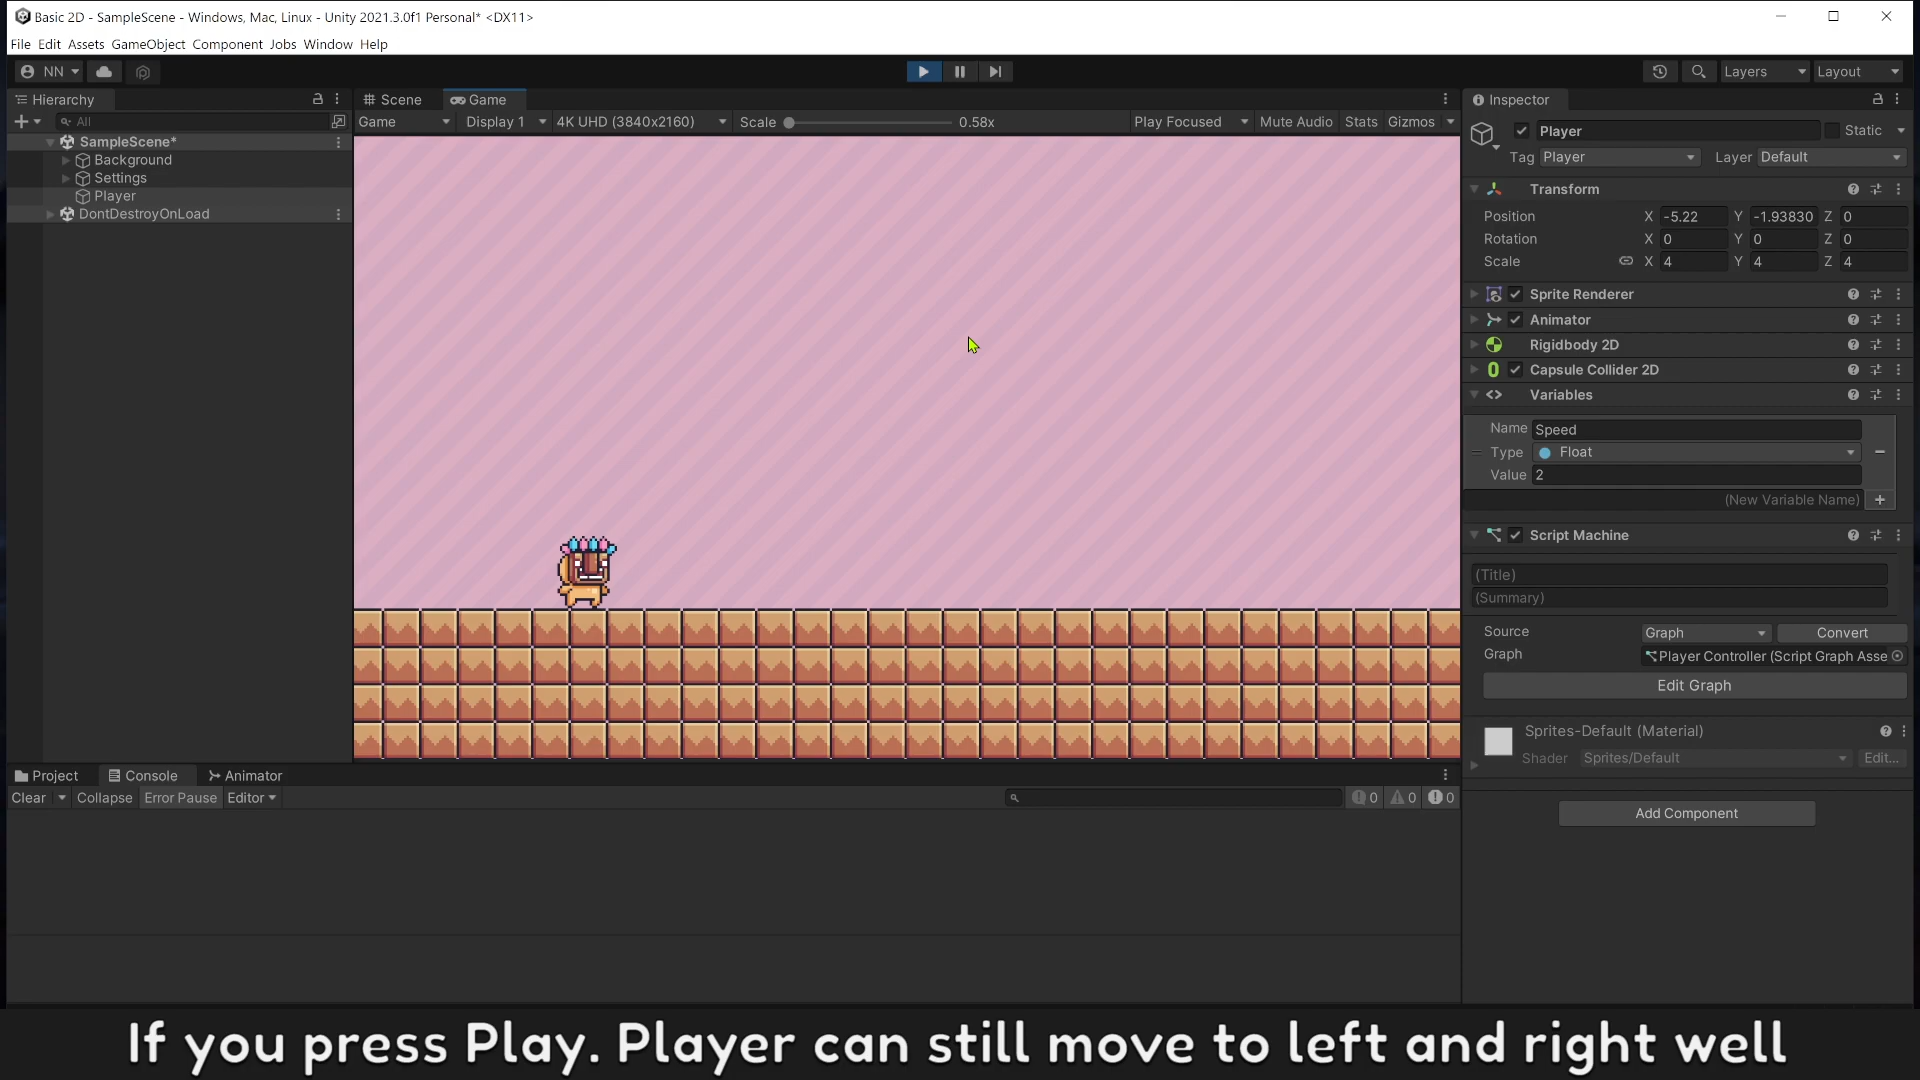 Basic 2D - SampleScene - Windows, Mac, Linux - Unity 2021.3.0f1 Personal* <DX11>
File Edit Assets GameObject Component Jobs Window Help
NN
Layers
Layout
Hierarchy
Scene
Game
Inspector
All
Game
Display 1
4K UHD (3840x2160)
Scale 0.58x
Play Focused
Mute Audio
Stats
Gizmos
SampleScene*
Background
Settings
Player
DontDestroyOnLoad
Player
Static
Tag Player
Layer Default
Transform
Position X -5.22 Y -1.93830 Z 0
Rotation X 0 Y 0 Z 0
Scale X 4 Y 4 Z 4
Sprite Renderer
Animator
Rigidbody 2D
Capsule Collider 2D
Variables
Name Speed
Type Float
Value 2
(New Variable Name)
Script Machine
(Title)
(Summary)
Source Graph Convert
Graph Player Controller (Script Graph Asse
Edit Graph
Sprites-Default (Material)
Shader Sprites/Default Edit...
Add Component
Project
Console
Animator
Clear
Collapse
Error Pause
Editor
0 0 0
If you press Play. Player can still move to left and right well